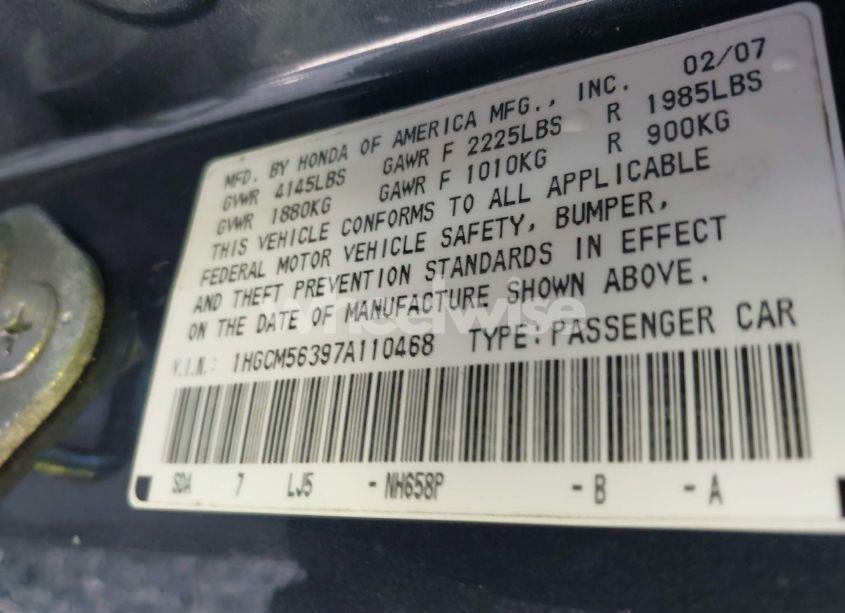 MFD. BY HONDA OF AMERICA MFG., INC. 02/07
GVWR 4145LBS GAWR F 2225LBS R 1985LBS
GVWR 1880KG GAWR F 1010KG R 900KG
THIS VEHICLE CONFORMS TO ALL APPLICABLE
FEDERAL MOTOR VEHICLE SAFETY, BUMPER,
AND THEFT PREVENTION STANDARDS IN EFFECT
ON THE DATE OF MANUFACTURE SHOWN ABOVE.
wheelwise
V.I.N.: 1HGCM56397A110468 TYPE:PASSENGER CAR
SDA 7 LJ5 - NH658P - B - A